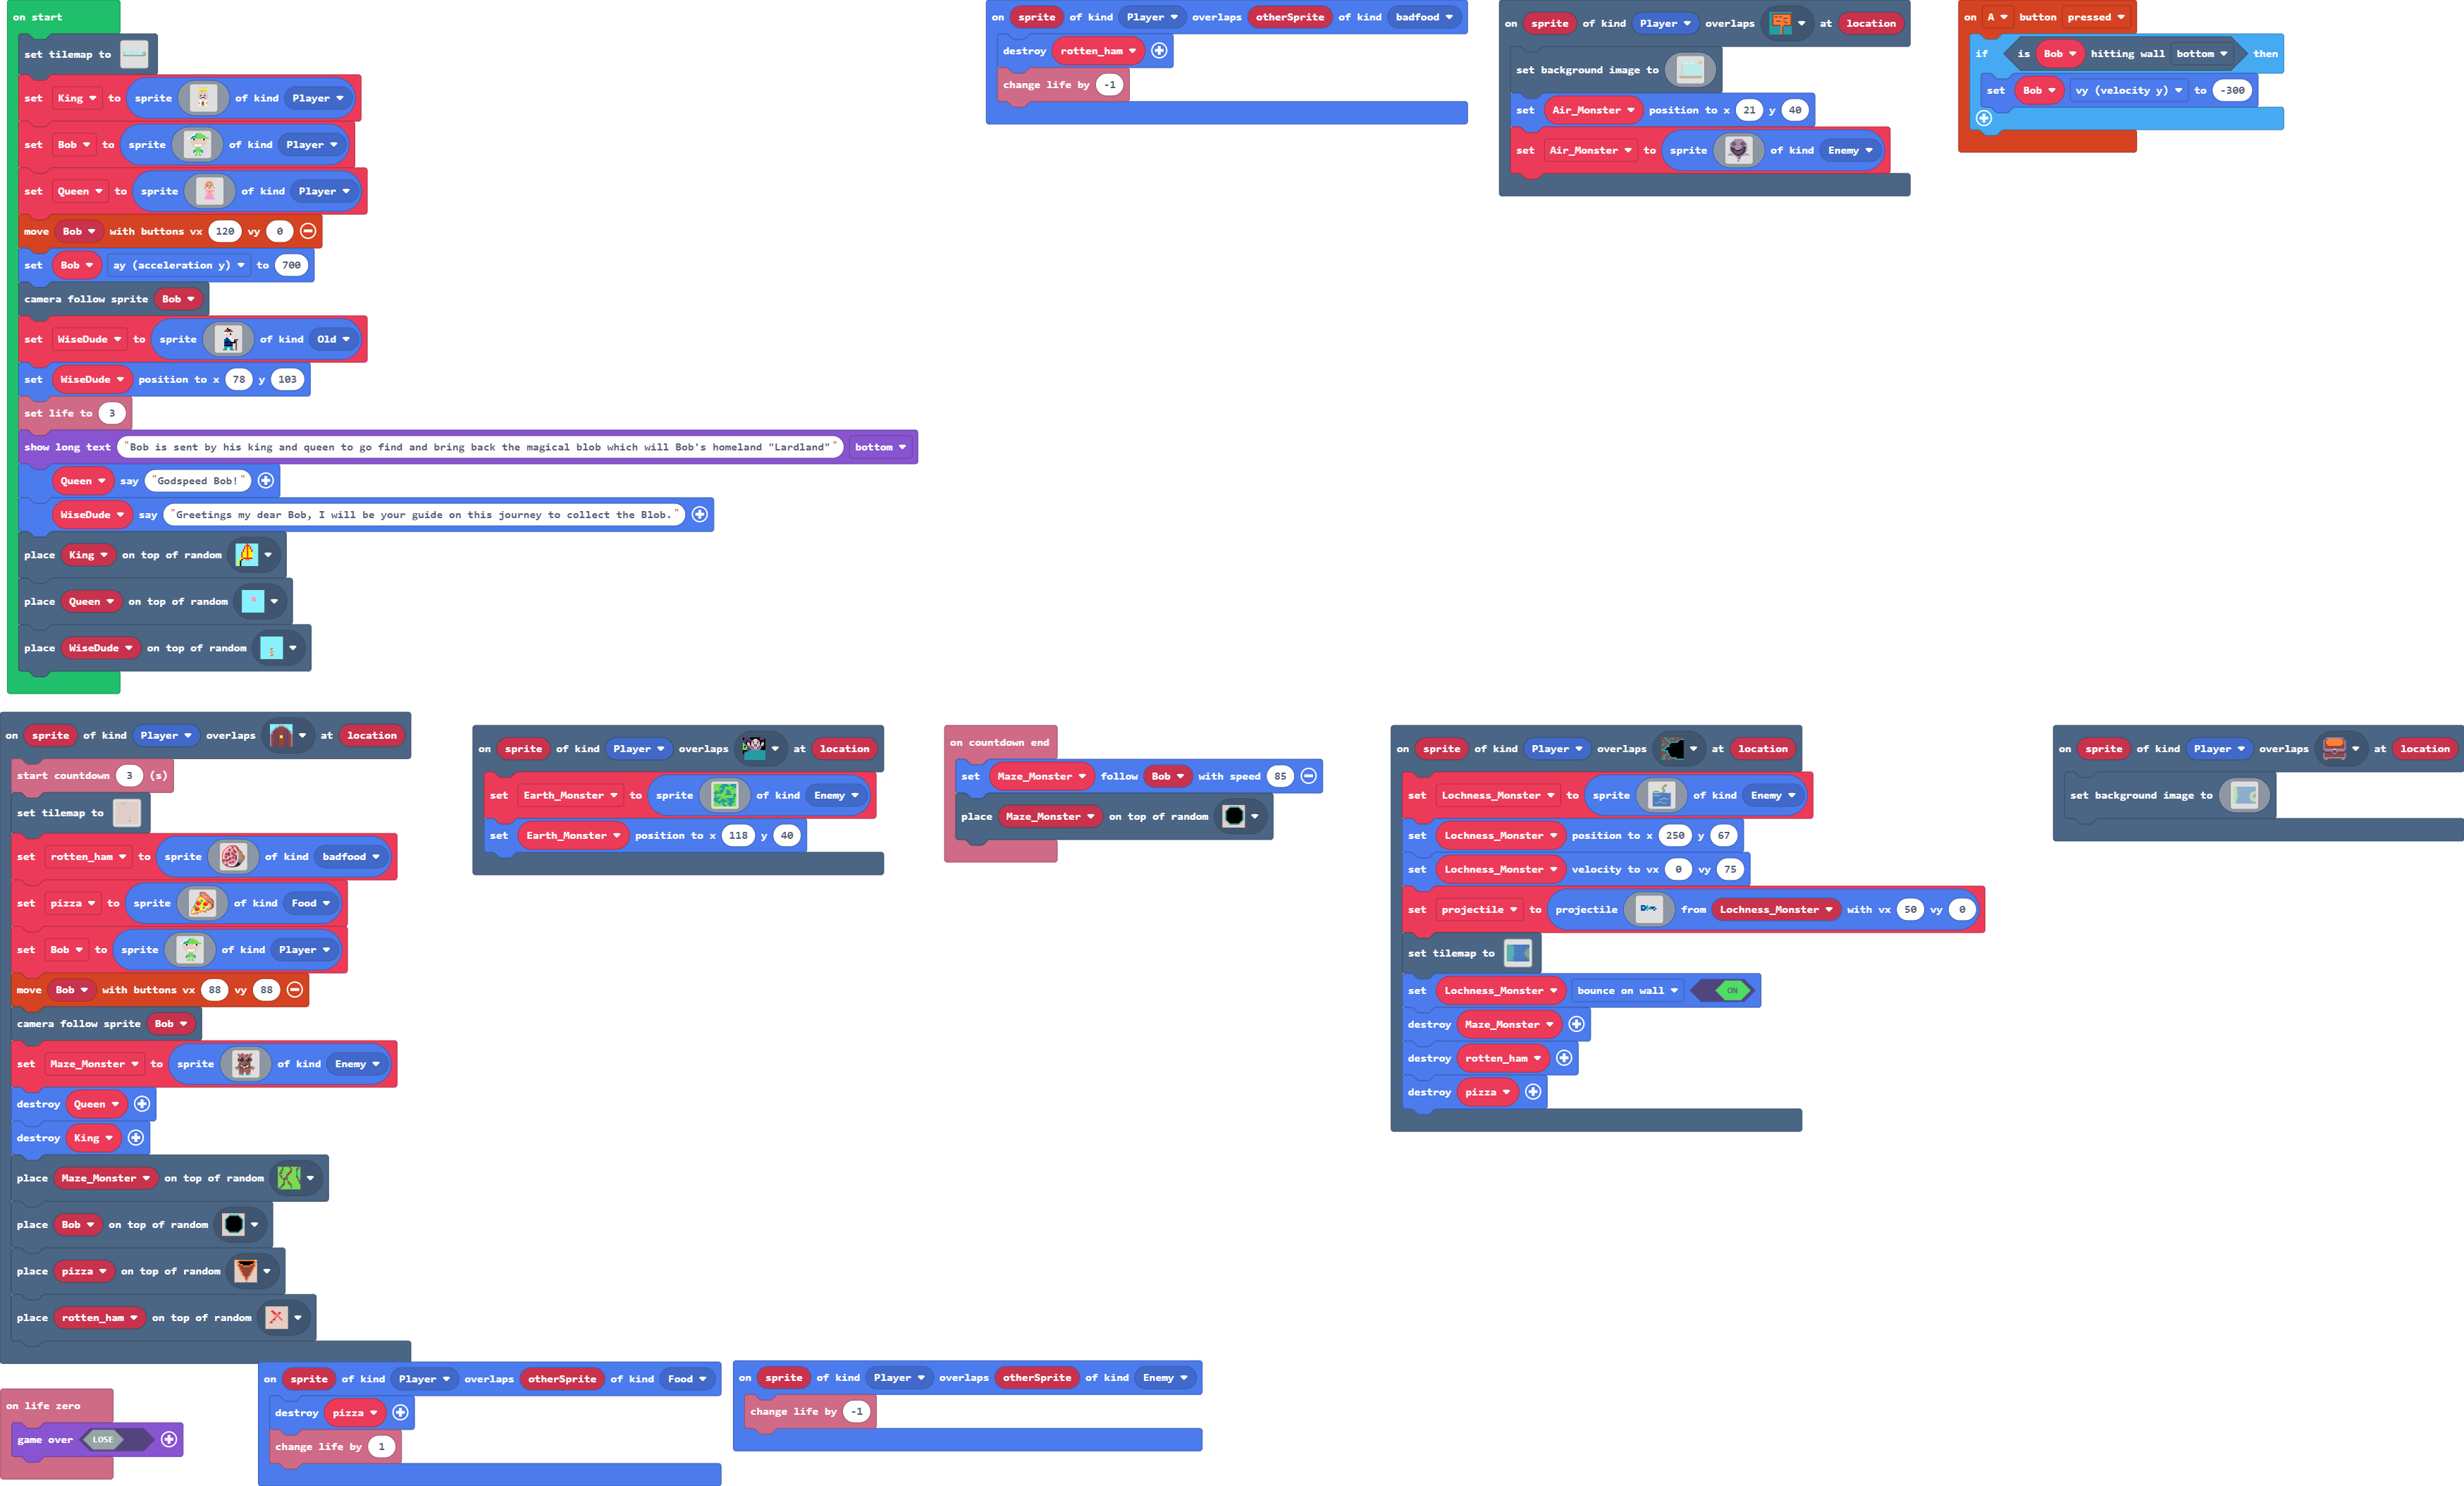 on start
set tilemap to
set King to sprite of kind Player
set Bob to sprite of kind Player
set Queen to sprite of kind Player
move Bob with buttons vx 120 vy 0
set Bob ay (acceleration y) to 700
camera follow sprite Bob
set WiseDude to sprite of kind Old
set WiseDude position to x 78 y 103
set life to 3
show long text "Bob is sent by his king and queen to go find and bring back the magical blob which will Bob's homeland "Lardland"" bottom
Queen say "Godspeed Bob!"
WiseDude say "Greetings my dear Bob, I will be your guide on this journey to collect the Blob."
place King on top of random
place Queen on top of random
place WiseDude on top of random
on sprite of kind Player overlaps otherSprite of kind badfood
destroy rotten_ham
change life by -1
on sprite of kind Player overlaps at location
set background image to
set Air_Monster position to x 21 y 40
set Air_Monster to sprite of kind Enemy
on A button pressed
if is Bob hitting wall bottom then
set Bob vy (velocity y) to -300
on sprite of kind Player overlaps at location
start countdown 3 (s)
set tilemap to
set rotten_ham to sprite of kind badfood
set pizza to sprite of kind Food
set Bob to sprite of kind Player
move Bob with buttons vx 88 vy 88
camera follow sprite Bob
set Maze_Monster to sprite of kind Enemy
destroy Queen
destroy King
place Maze_Monster on top of random
place Bob on top of random
place pizza on top of random
place rotten_ham on top of random
on sprite of kind Player overlaps at location
set Earth_Monster to sprite of kind Enemy
set Earth_Monster position to x 118 y 40
on countdown end
set Maze_Monster follow Bob with speed 85
place Maze_Monster on top of random
on sprite of kind Player overlaps at location
set Lochness_Monster to sprite of kind Enemy
set Lochness_Monster position to x 250 y 67
set Lochness_Monster velocity to vx 0 vy 75
set projectile to projectile from Lochness_Monster with vx 50 vy 0
set tilemap to
set Lochness_Monster bounce on wall ON
destroy Maze_Monster
destroy rotten_ham
destroy pizza
on sprite of kind Player overlaps at location
set background image to
on life zero
game over LOSE
on sprite of kind Player overlaps otherSprite of kind Food
destroy pizza
change life by 1
on sprite of kind Player overlaps otherSprite of kind Enemy
change life by -1